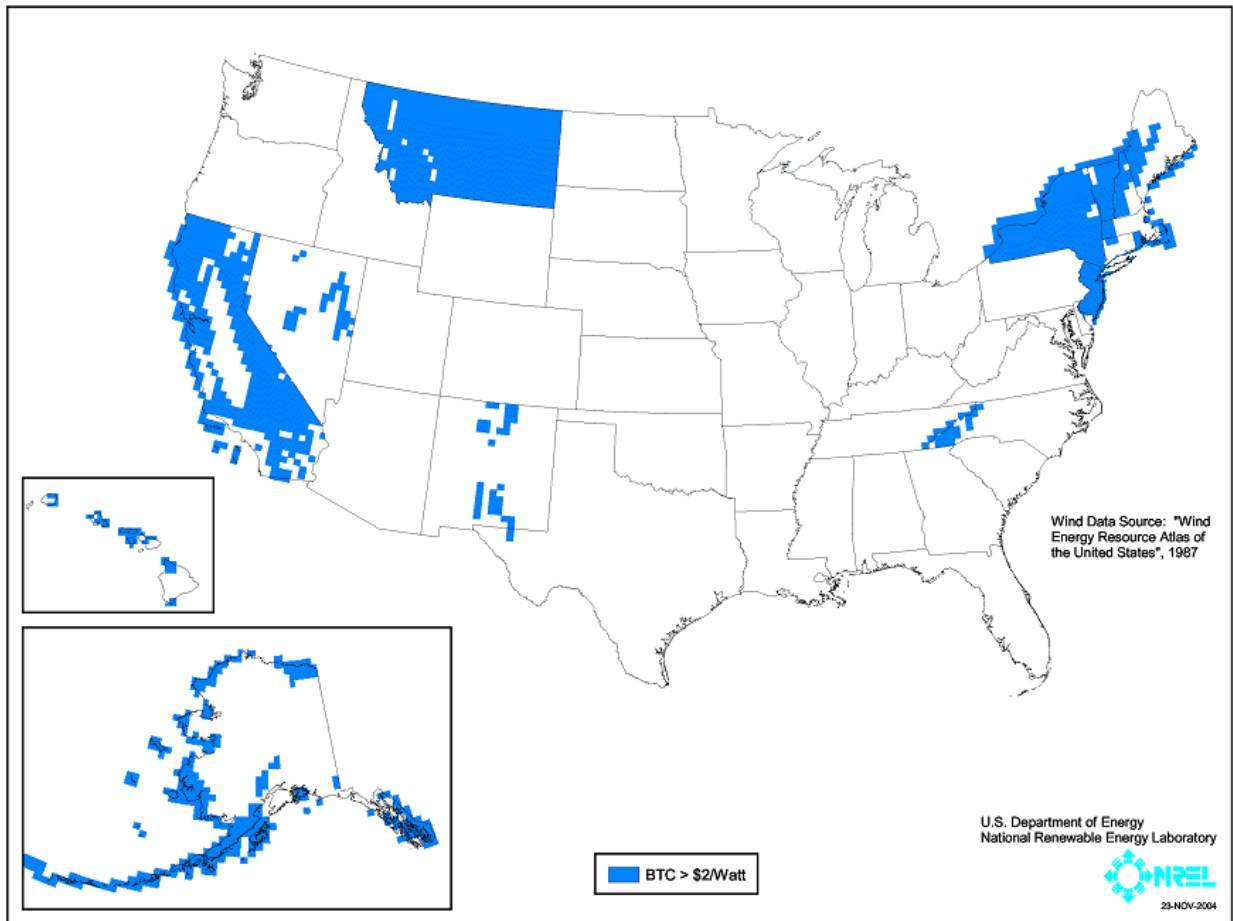 Wind Data Source: "Wind
Energy Resource Atlas of
the United States", 1987
U.S. Department of Energy
National Renewable Energy Laboratory
NREL
BTC > $2/Watt
23-NOV-2004